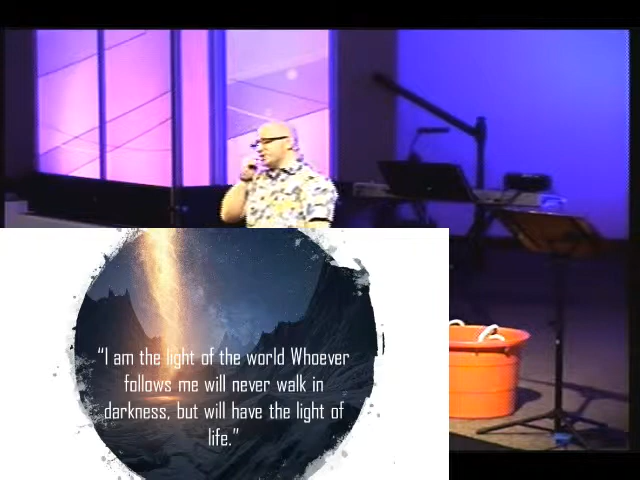 “I am the light of the world Whoever
follows me will never walk in
darkness, but will have the light of
life.”